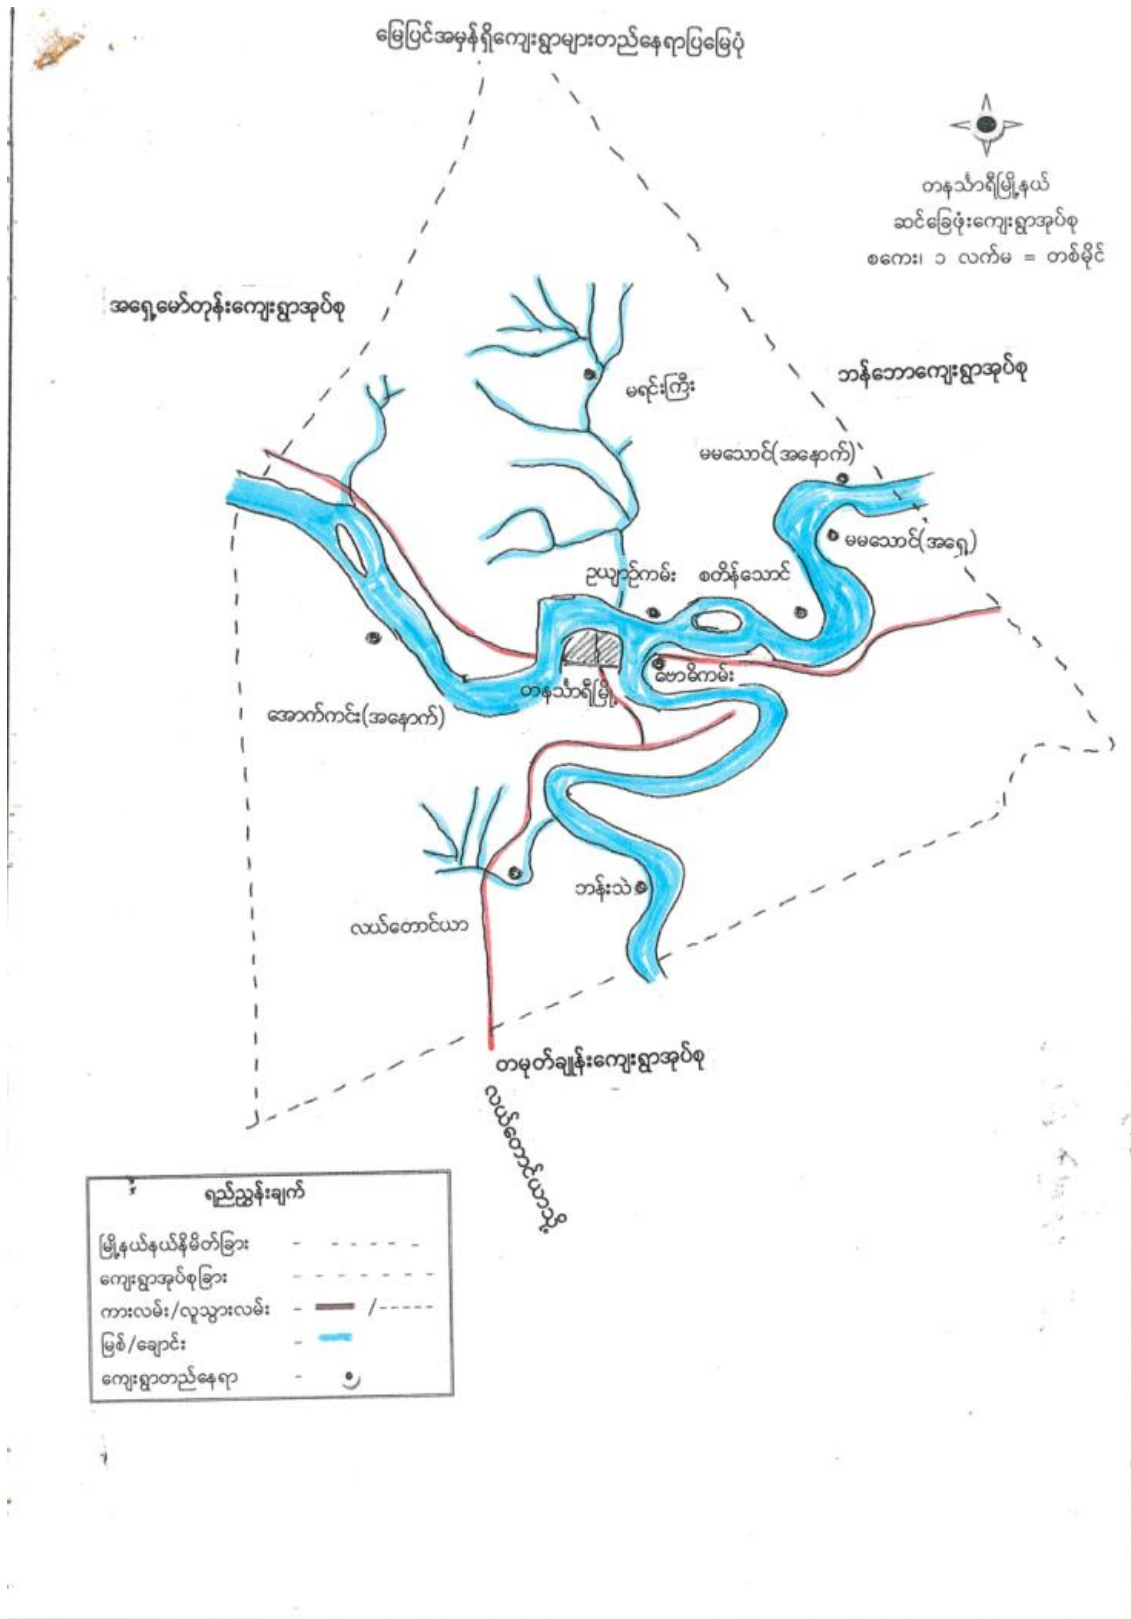 မြေပြင်အမှန်ရှိကျေးရွာများတည်နေရာပြမြေပုံ
တနင်္သာရီမြို့နယ်
ဆင်ခြေဖုံးကျေးရွာအုပ်စု
စကေး၊ ၁ လက်မ = တစ်မိုင်
အရှေ့မော်တုန်းကျေးရွာအုပ်စု
ဘန်ဘောကျေးရွာအုပ်စု
မရင်းကြီး
မမသောင်(အနောက်)
မမသောင်(အရှေ့)
ဥယျာဉ်ကမ်း
စတိန်သောင်
ဗောဓိကမ်း
တနင်္သာရီမြို့
အောက်ကင်း(အနောက်)
ဘန်းသဲ
လယ်တောင်ယာ
တမုတ်ချုန်းကျေးရွာအုပ်စု
လယ်တောင်ယာသို့
ရည်ညွှန်းချက်
မြို့နယ်နယ်နိမိတ်ခြား - - - - - -
ကျေးရွာအုပ်စုခြား - - - - - - -
ကားလမ်း/လူသွားလမ်း - /-----
မြစ်/ချောင်း -
ကျေးရွာတည်နေရာ -